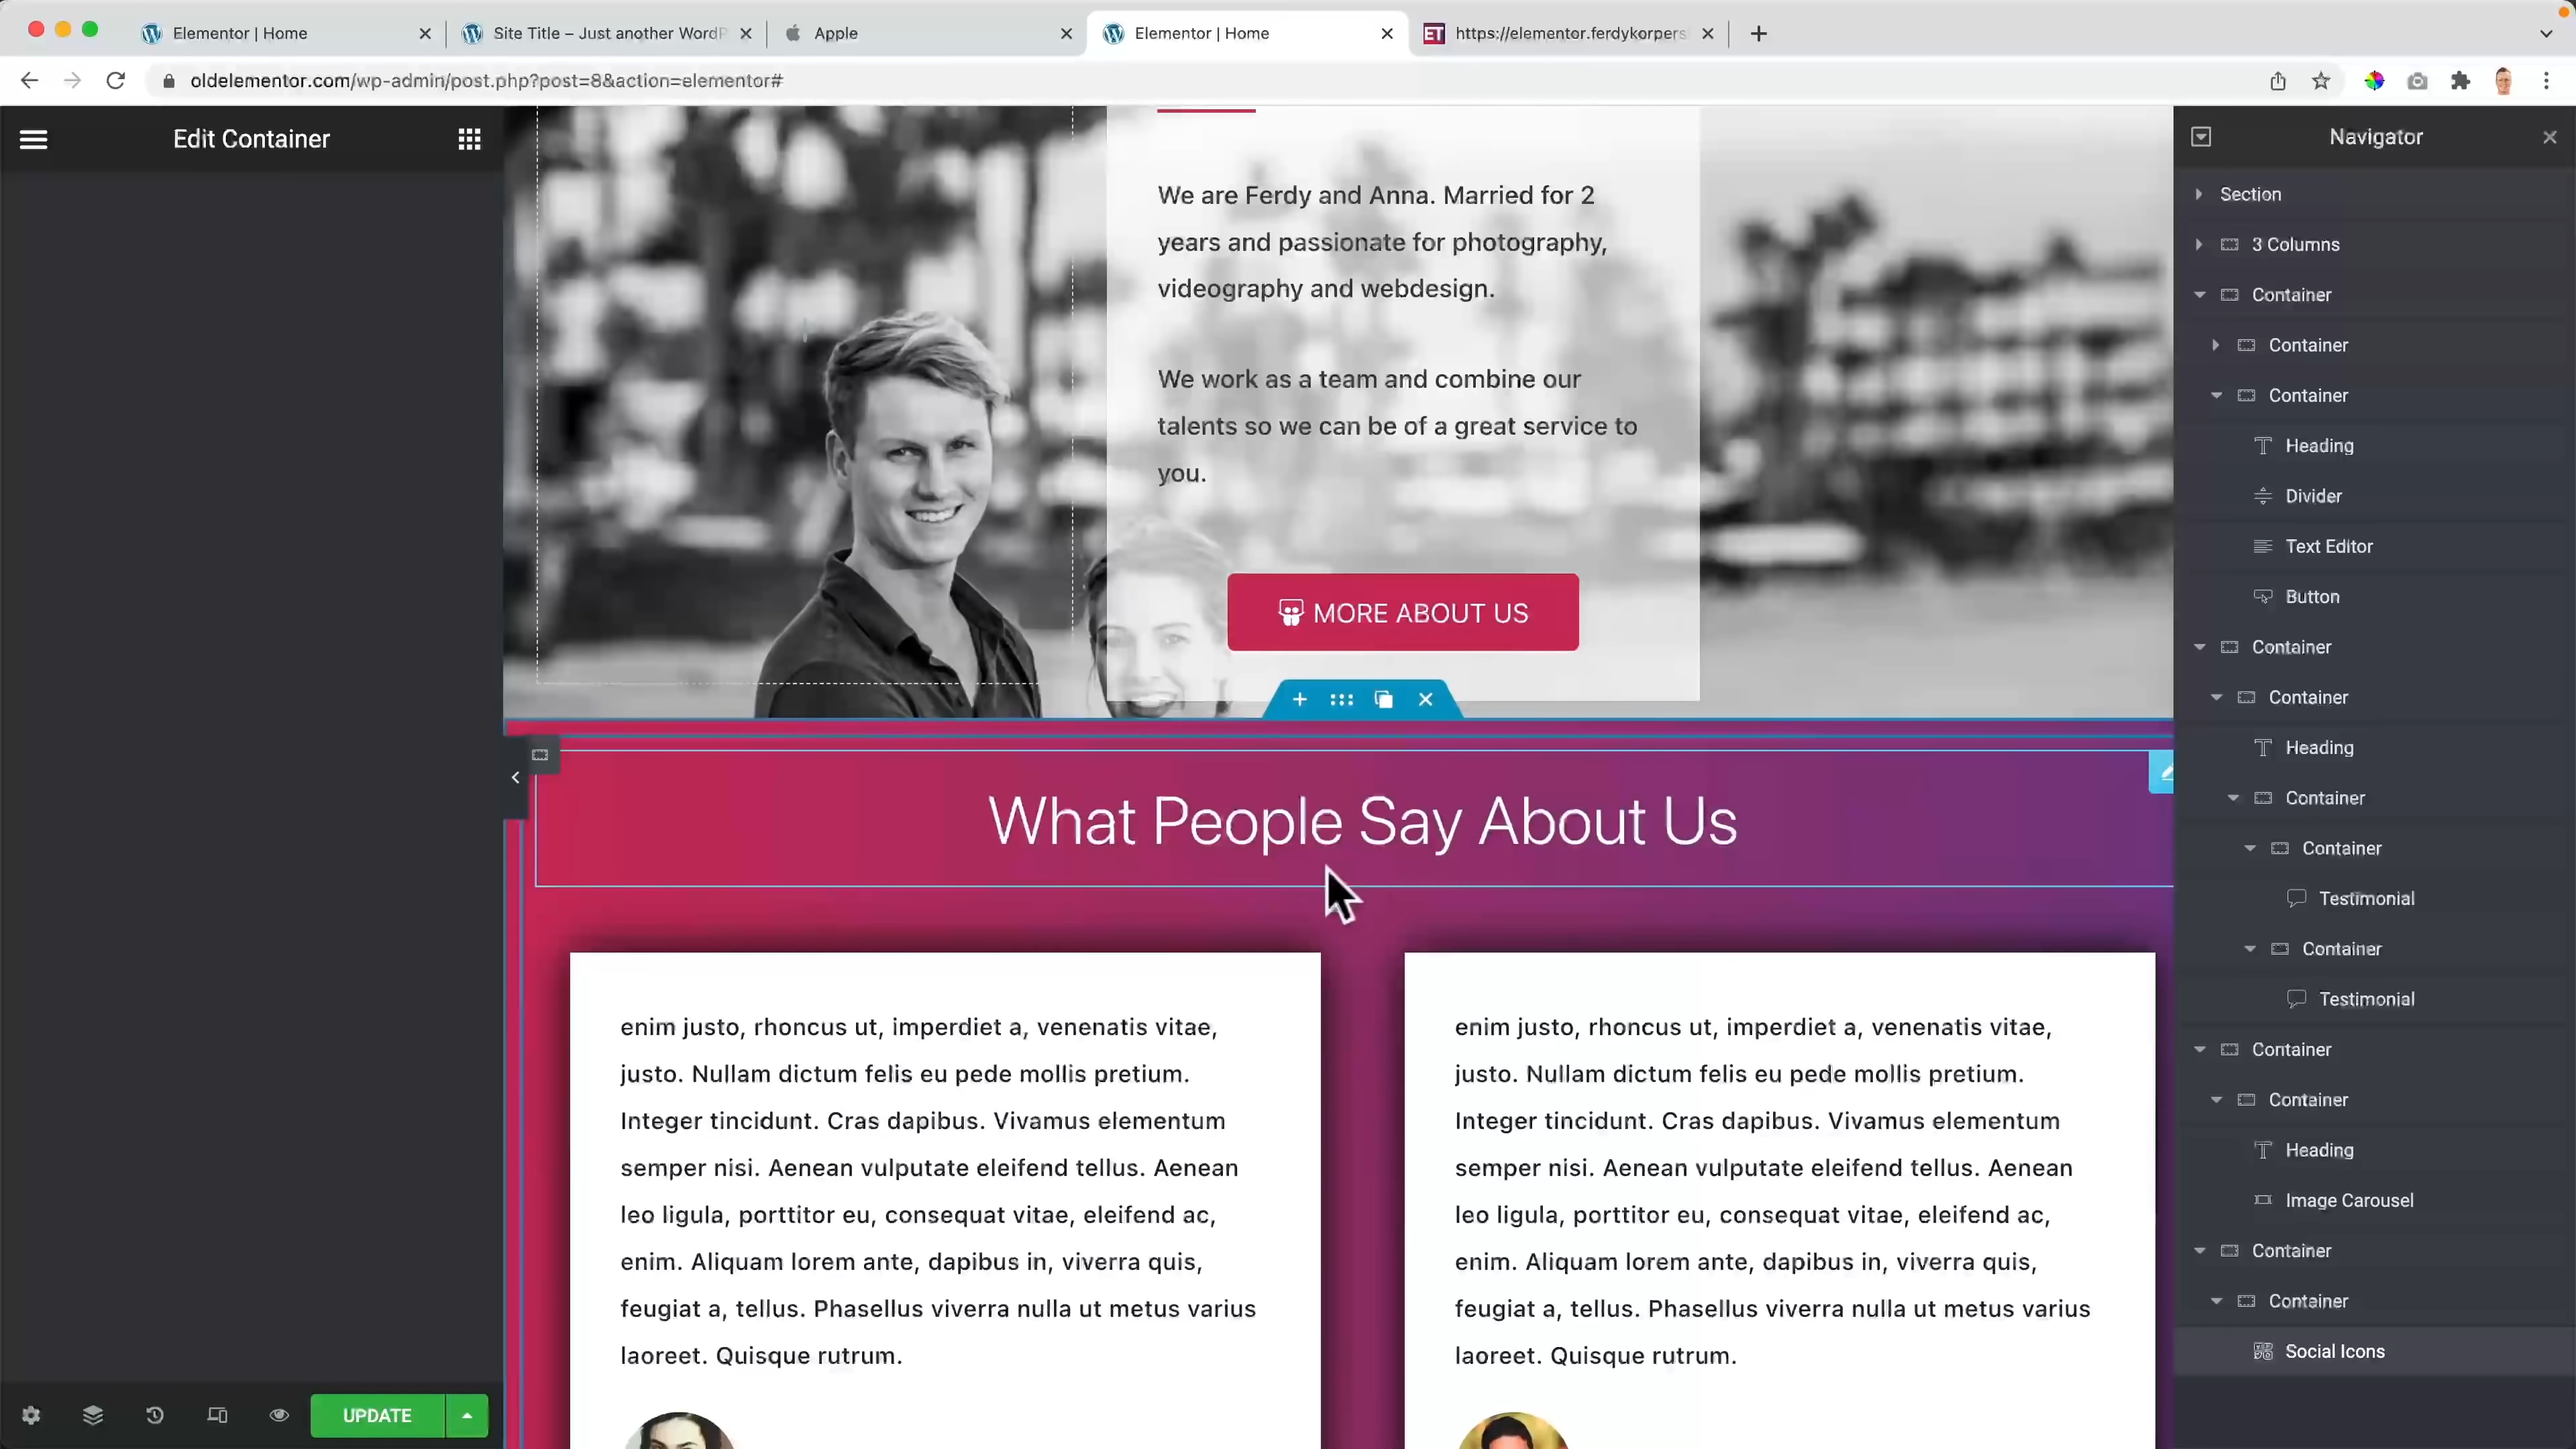 Elementor | Home
Site Title – Just another WordP
Apple
Elementor | Home
ET
https://elementor.ferdykorpers
oldelementor.com/wp-admin/post.php?post=8&action=elementor#
Edit Container
We are Ferdy and Anna. Married for 2
years and passionate for photography,
videography and webdesign.
We work as a team and combine our
talents so we can be of a great service to
you.
MORE ABOUT US
What People Say About Us
enim justo, rhoncus ut, imperdiet a, venenatis vitae,
justo. Nullam dictum felis eu pede mollis pretium.
Integer tincidunt. Cras dapibus. Vivamus elementum
semper nisi. Aenean vulputate eleifend tellus. Aenean
leo ligula, porttitor eu, consequat vitae, eleifend ac,
enim. Aliquam lorem ante, dapibus in, viverra quis,
feugiat a, tellus. Phasellus viverra nulla ut metus varius
laoreet. Quisque rutrum.
enim justo, rhoncus ut, imperdiet a, venenatis vitae,
justo. Nullam dictum felis eu pede mollis pretium.
Integer tincidunt. Cras dapibus. Vivamus elementum
semper nisi. Aenean vulputate eleifend tellus. Aenean
leo ligula, porttitor eu, consequat vitae, eleifend ac,
enim. Aliquam lorem ante, dapibus in, viverra quis,
feugiat a, tellus. Phasellus viverra nulla ut metus varius
laoreet. Quisque rutrum.
UPDATE
Navigator
Section
3 Columns
Container
Container
Container
Heading
Divider
Text Editor
Button
Container
Container
Heading
Container
Container
Testimonial
Container
Testimonial
Container
Container
Heading
Image Carousel
Container
Container
Social Icons